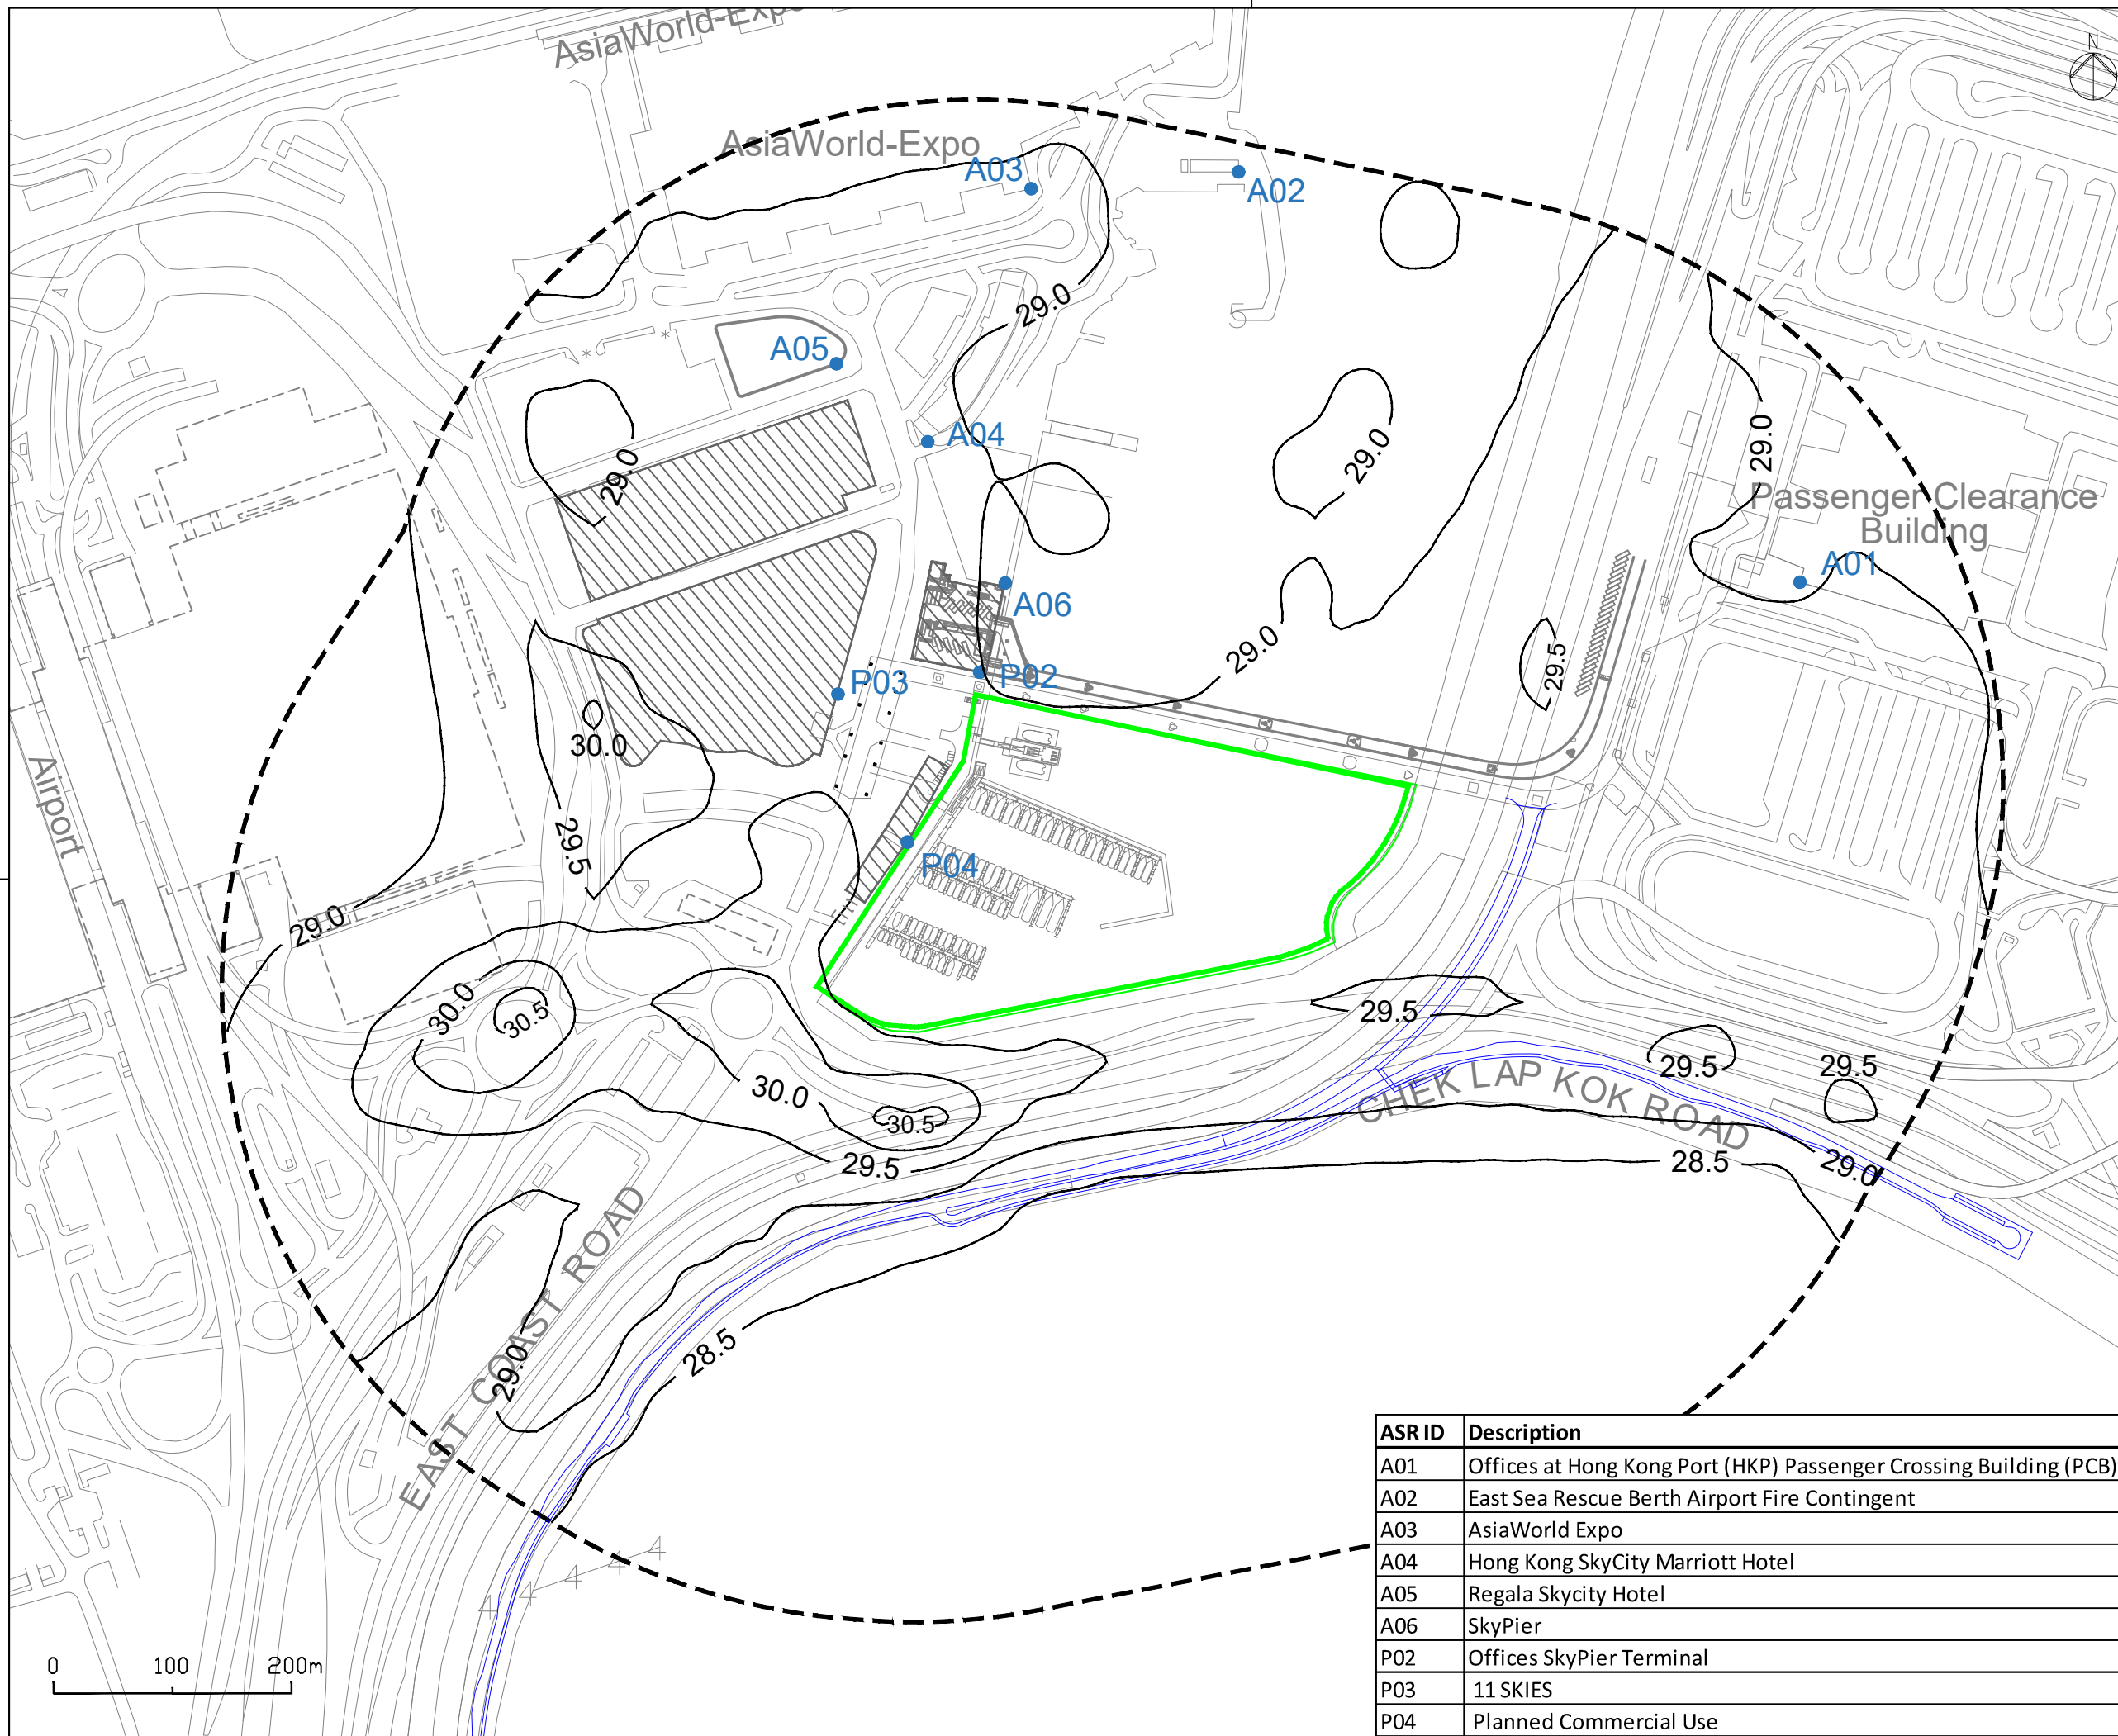 AsiaWorld-Expo
N
AsiaWorld-Expo
A03
A02
29.0
A05
A04
29.0
29.0
29.0
Passenger Clearance
Building
A01
A06
29.0
29.5
P02
P03
30.0
Airport
29.5
P04
29.0
30.0
30.5
29.5
29.5
29.5
30.0
30.5
CHEK LAP KOK ROAD
29.5
28.5
29.0
EAST COAST ROAD
29.0
28.5
ASR ID Description
A01 Offices at Hong Kong Port (HKP) Passenger Crossing Building (PCB)
A02 East Sea Rescue Berth Airport Fire Contingent
A03 AsiaWorld Expo
A04 Hong Kong SkyCity Marriott Hotel
A05 Regala Skycity Hotel
A06 SkyPier
P02 Offices SkyPier Terminal
P03 11 SKIES
P04 Planned Commercial Use
0 100 200m